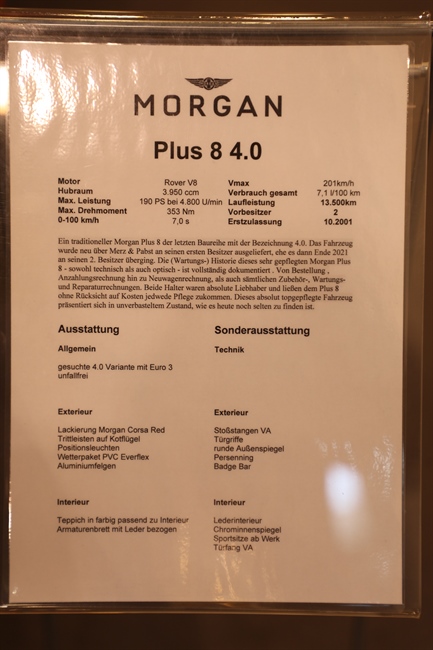 MORGAN
Plus 8 4.0
Motor Rover V8 Vmax 201km/h
Hubraum 3.950 ccm Verbrauch gesamt 7,1 l/100 km
Max. Leistung 190 PS bei 4.800 U/min Laufleistung 13.500km
Max. Drehmoment 353 Nm Vorbesitzer 2
0-100 km/h 7,0 s Erstzulassung 10.2001
Ein traditioneller Morgan Plus 8 der letzten Baureihe mit der Bezeichnung 4.0. Das Fahrzeug
wurde neu über Merz & Pabst an seinen ersten Besitzer ausgeliefert, ehe es dann Ende 2021
an seinen 2. Besitzer überging. Die (Wartungs-) Historie dieses sehr gepflegten Morgan Plus
8 - sowohl technisch als auch optisch - ist vollständig dokumentiert . Von Bestellung ,
Anzahlungsrechnung hin zu Neuwagenrechnung, als auch sämtlichen Zubehör-, Wartungs-
und Reparaturrechnungen. Beide Halter waren absolute Liebhaber und ließen dem Plus 8
ohne Rücksicht auf Kosten jedwede Pflege zukommen. Dieses absolut topgepflegte Fahrzeug
präsentiert sich in unverbasteltem Zustand, wie es heute noch selten zu finden ist.
Ausstattung Sonderausstattung
Allgemein Technik
gesuchte 4.0 Variante mit Euro 3
unfallfrei
Exterieur Exterieur
Lackierung Morgan Corsa Red Stoßstangen VA
Trittleisten auf Kotflügel Türgriffe
Positionsleuchten runde Außenspiegel
Wetterpaket PVC Everflex Persenning
Aluminiumfelgen Badge Bar
Interieur Interieur
Teppich in farbig passend zu Interieur Lederinterieur
Armaturenbrett mit Leder bezogen Chrominnenspiegel
Sportsitze ab Werk
Türfang VA